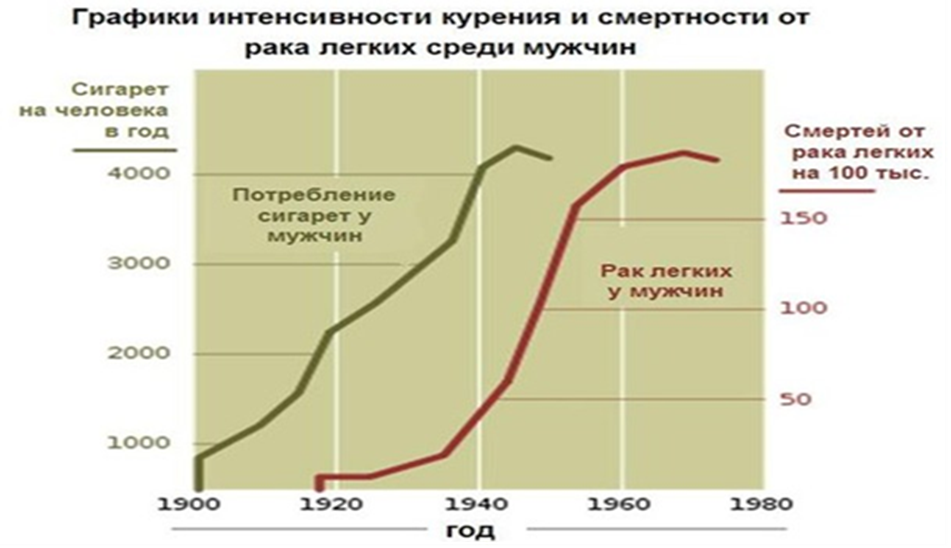 Графики интенсивности курения и смертности от
рака легких среди мужчин
Сигарет
на человека
в год
4000
3000
2000
1000
Потребление
сигарет у
мужчин
Рак легких
у мужчин
Смертей от
рака легких
на 100 тыс.
150
100
50
1900 1920 1940 1960 1980
год